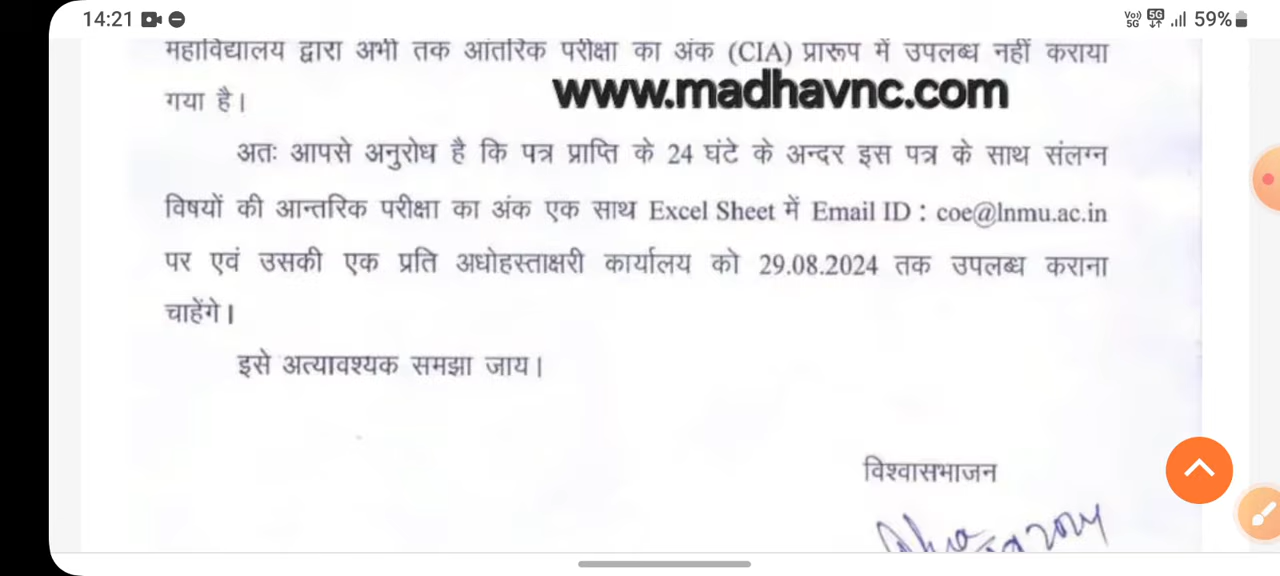 14:21 Vo) 5G 5G 59%
महाविद्यालय द्वारा अभी तक आंतरिक परीक्षा का अंक (CIA) प्रारूप में उपलब्ध नहीं कराया
गया है।
www.madhavnc.com
अतः आपसे अनुरोध है कि पत्र प्राप्ति के 24 घंटे के अन्दर इस पत्र के साथ संलग्न
विषयों की आन्तरिक परीक्षा का अंक एक साथ Excel Sheet में Email ID : coe@lnmu.ac.in
पर एवं उसकी एक प्रति अधोहस्ताक्षरी कार्यालय को 29.08.2024 तक उपलब्ध कराना
चाहेंगे।
इसे अत्यावश्यक समझा जाय।
विश्वासभाजन